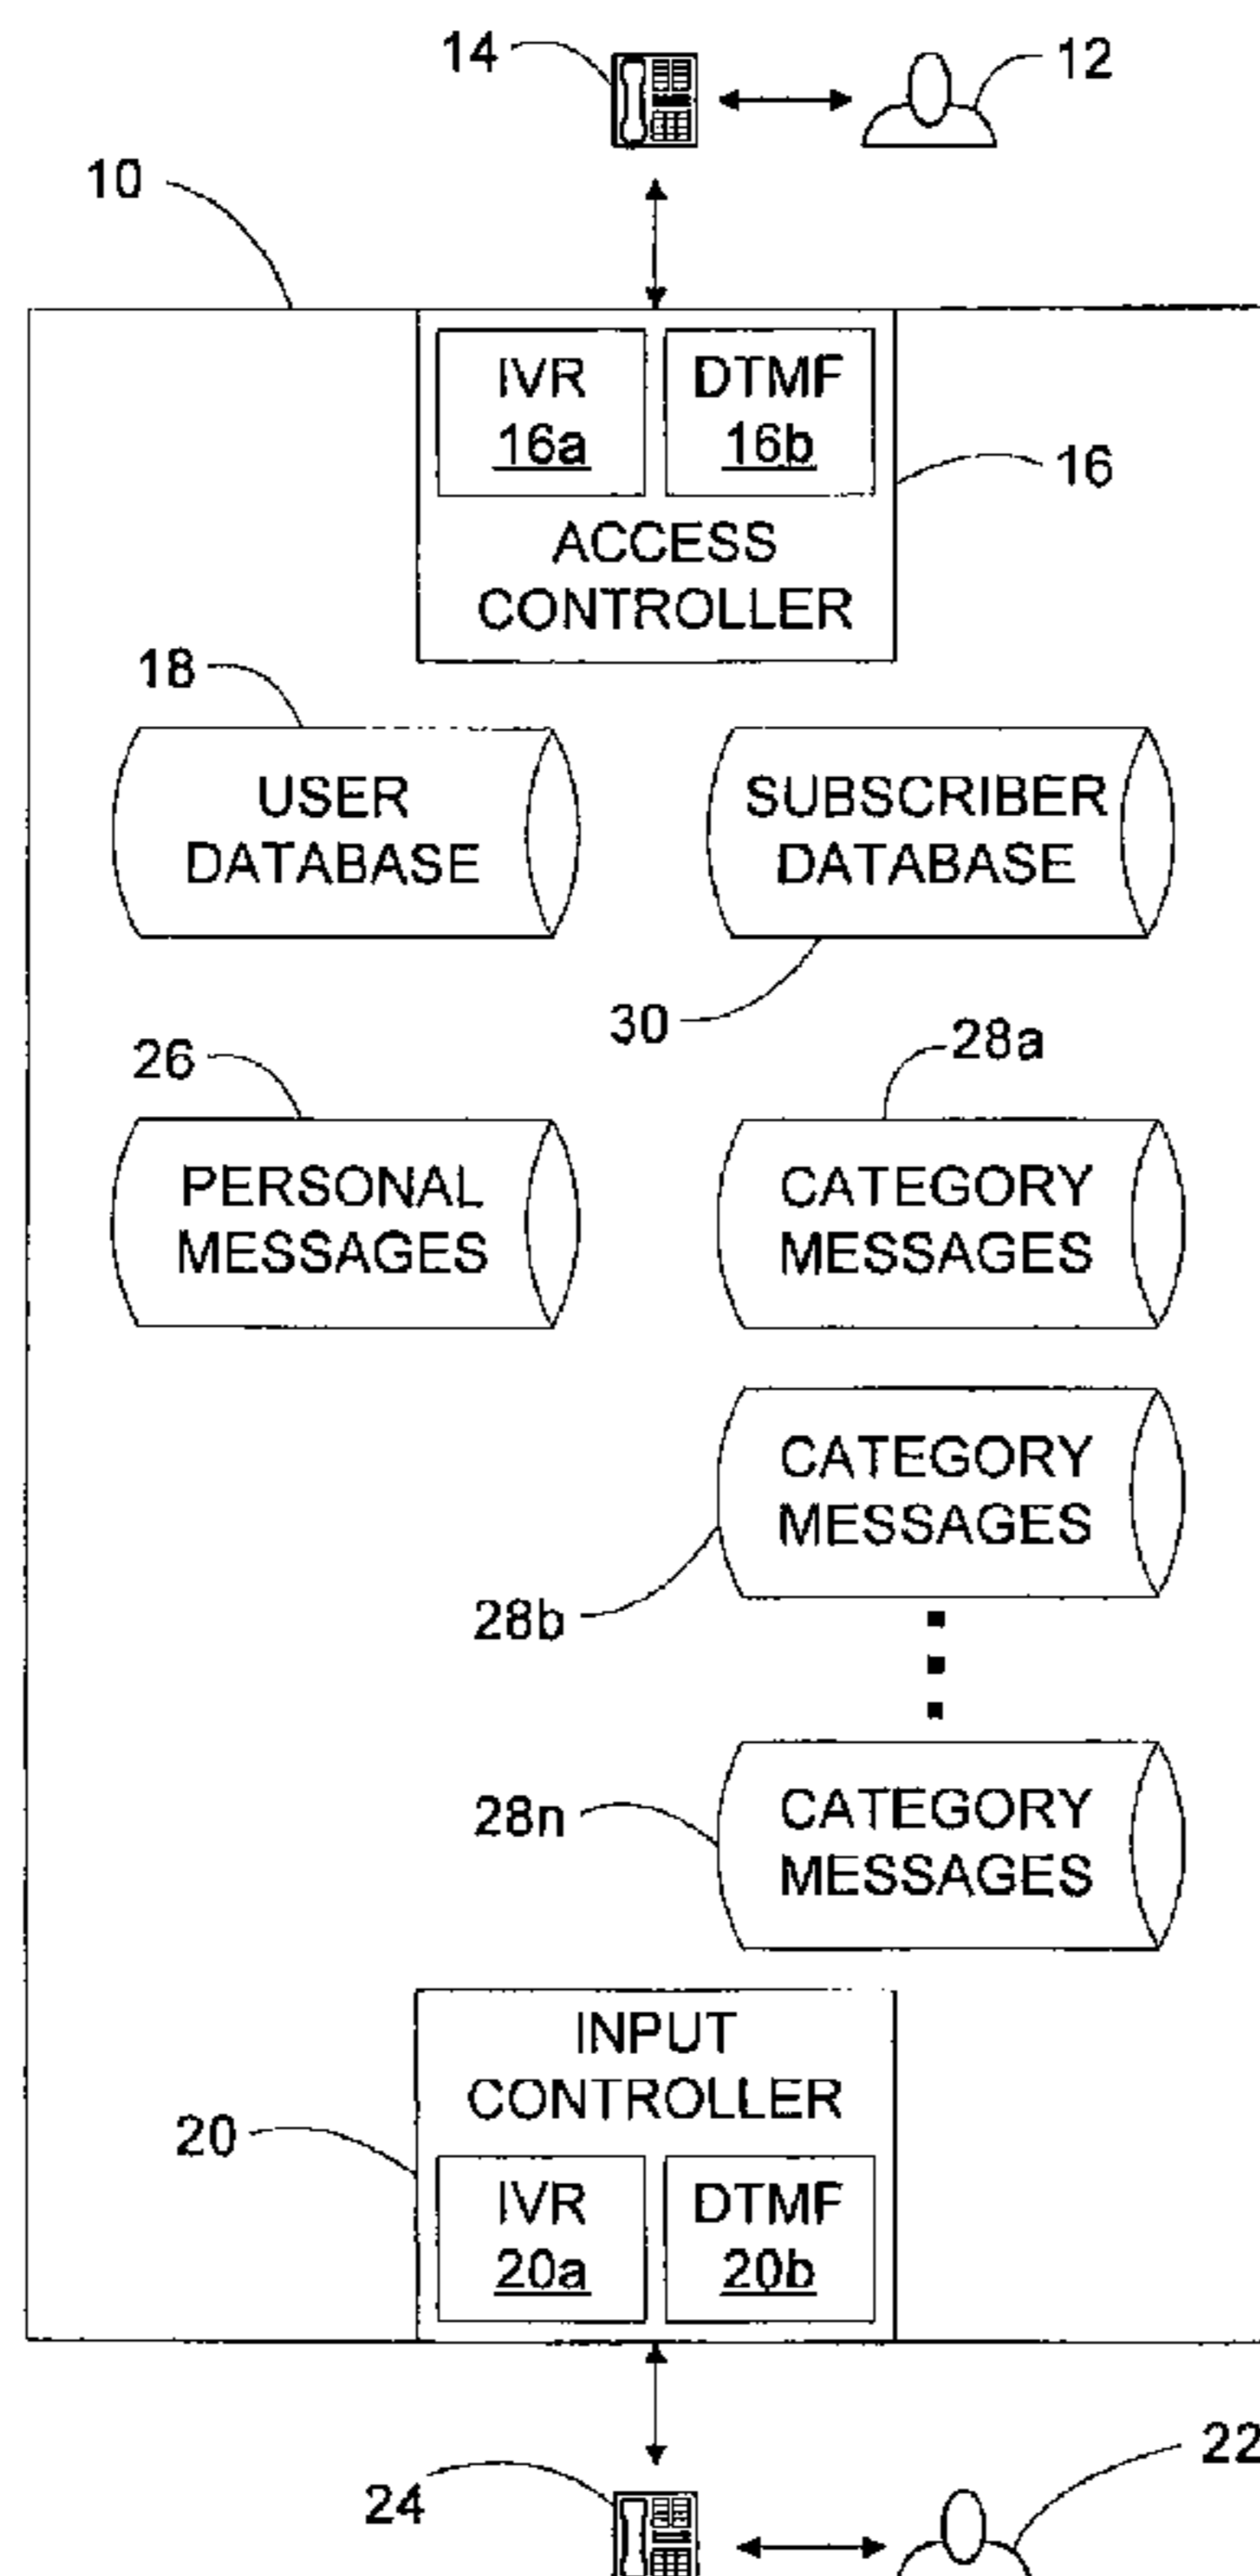 14
12
10
IVR
16a
DTMF
16b
16
ACCESS
CONTROLLER
18
USER
DATABASE
SUBSCRIBER
DATABASE
30
26
28a
PERSONAL
MESSAGES
CATEGORY
MESSAGES
CATEGORY
MESSAGES
28b
28n
CATEGORY
MESSAGES
INPUT
CONTROLLER
20
IVR
20a
DTMF
20b
22
24